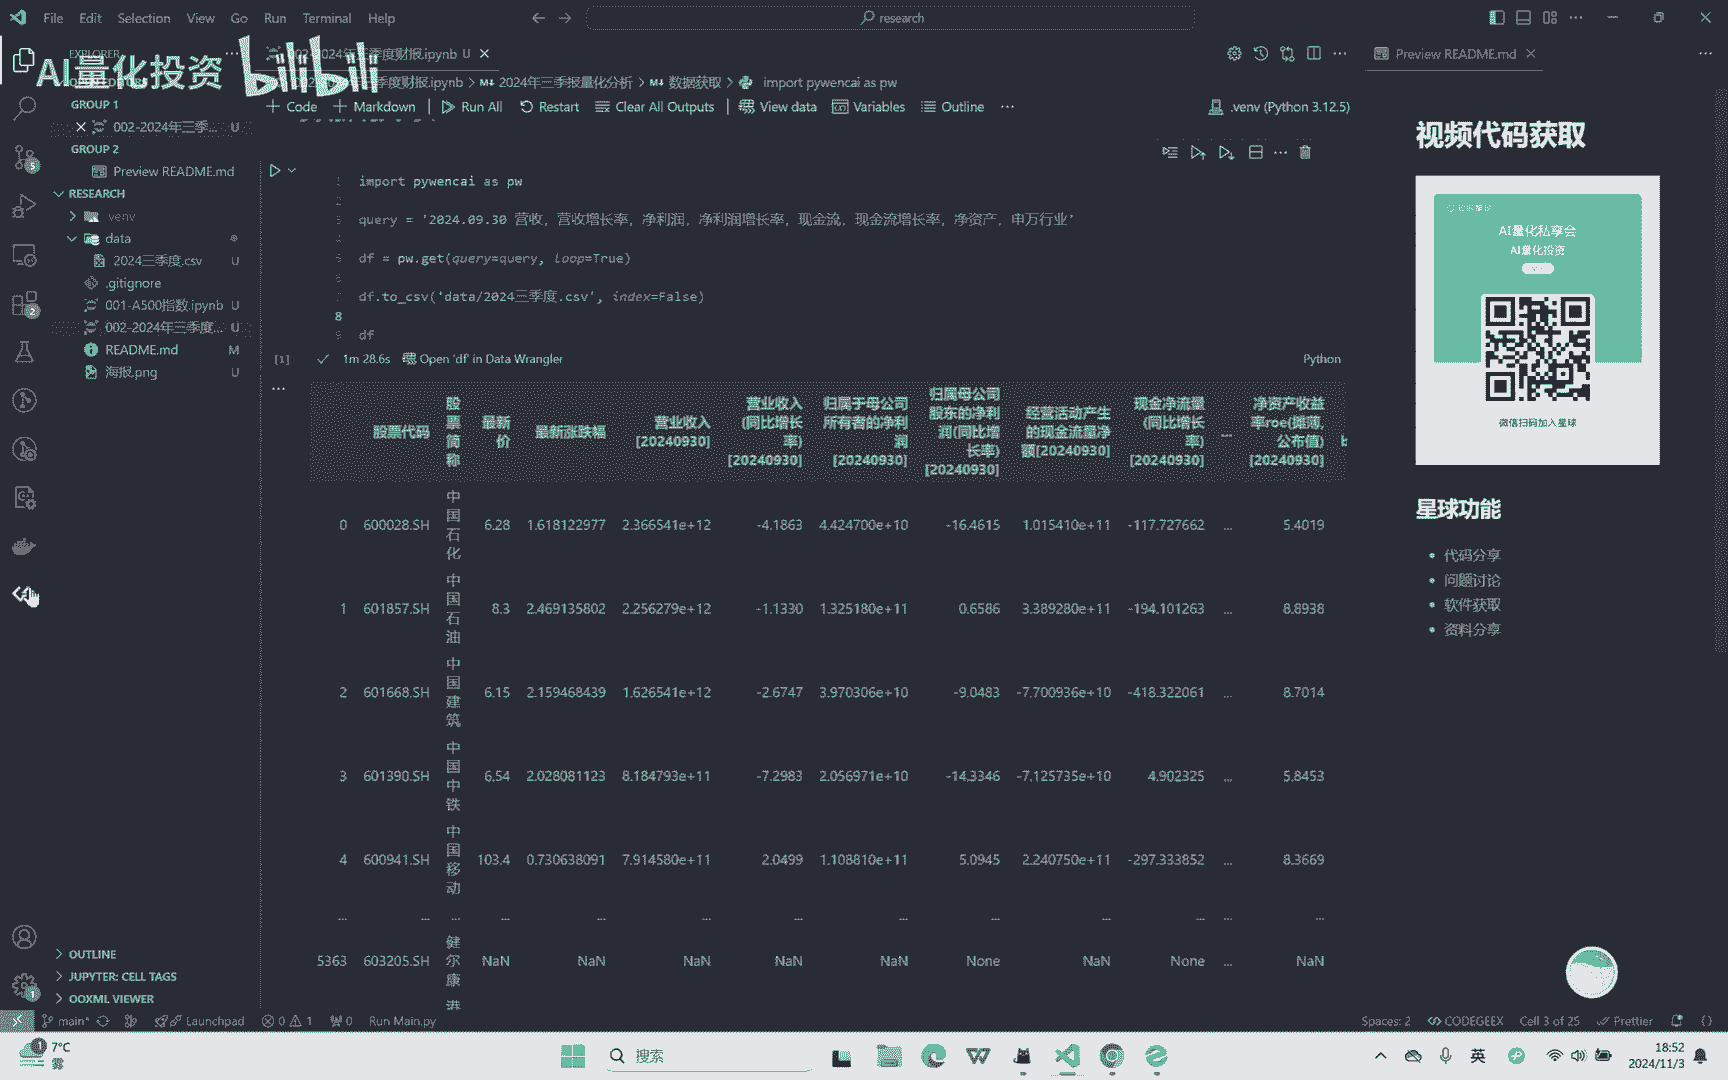 File Edit Selection View Go Run Terminal Help
research
EXPLORER
AI量化投资 bilibili
年三季度财报.ipynb U
Preview README.md
2024年三季报量化分析 数据获取 import pywencai as pw
Code Markdown Run All Restart Clear All Outputs View data Variables Outline
.venv (Python 3.12.5)
GROUP 1
002-2024年三季... U
GROUP 2
Preview README.md
RESEARCH
.venv
data
2024三季度.csv U
.gitignore
001-A500指数.ipynb U
002-2024年三季度... U
README.md M
海报.png U
import pywencai as pw
query = '2024.09.30 营收，营收增长率，净利润，净利润增长率，现金流，现金流增长率，净资产，申万行业'
df = pw.get(query=query, loop=True)
df.to_csv('data/2024三季度.csv', index=False)
8
df
[1] 1m 28.6s Open 'df' in Data Wrangler Python
股票代码 股票简称 最新价 最新涨跌幅 营业收入[20240930] 营业收入(同比增长率)[20240930] 归属于母公司所有者的净利润[20240930] 归属母公司股东的净利润(同比增长率)[20240930] 经营活动产生的现金流量净额[20240930] 现金净流量(同比增长率)[20240930] ... 净资产收益率roe(摊薄,公布值)[20240930]
0 600028.SH 中国石化 6.28 1.618122977 2.366541e+12 -4.1863 4.424700e+10 -16.4615 1.015410e+11 -117.727662 ... 5.4019
1 601857.SH 中国石油 8.3 2.469135802 2.256279e+12 -1.1330 1.325180e+11 0.6586 3.389280e+11 -194.101263 ... 8.8938
2 601668.SH 中国建筑 6.15 2.159468439 1.626541e+12 -2.6747 3.970306e+10 -9.0483 -7.700936e+10 -418.322061 ... 8.7014
3 601390.SH 中国中铁 6.54 2.028081123 8.184793e+11 -7.2983 2.056971e+10 -14.3346 -7.125735e+10 4.902325 ... 5.8453
4 600941.SH 中国移动 103.4 0.730638091 7.914580e+11 2.0499 1.108810e+11 5.0945 2.240750e+11 -297.333852 ... 8.3669
... ... ... ... ... ... ... ... ... ... ... ... ...
5363 603205.SH 健尔康 NaN NaN NaN NaN NaN None NaN None ... NaN
视频代码获取
AI量化私享会
AI量化投资
微信扫码加入星球
星球功能
代码分享
问题讨论
软件获取
资料分享
OUTLINE
JUPYTER: CELL TAGS
OOXML VIEWER
main* Launchpad 0 1 0 Run Main.py
Spaces: 2 CODEGEEX Cell 3 of 25 Prettier
7°C
雾
搜索
英
18:52
2024/11/3